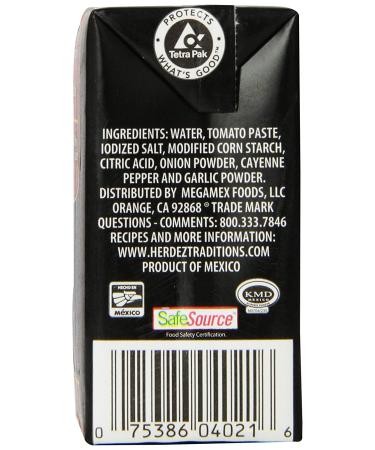 PROTECTS
Tetra Pak
WHAT'S GOOD™
INGREDIENTS: WATER, TOMATO PASTE,
IODIZED SALT, MODIFIED CORN STARCH,
CITRIC ACID, ONION POWDER, CAYENNE
PEPPER AND GARLIC POWDER.
DISTRIBUTED BY MEGAMEX FOODS, LLC
ORANGE, CA 92868 ® TRADE MARK
QUESTIONS - COMMENTS: 800.333.7846
RECIPES AND MORE INFORMATION:
WWW.HERDEZTRADITIONS.COM
PRODUCT OF MEXICO
HECHO EN
MÉXICO
SafeSource™
Food Safety Certification.
KMD
MÉXICO
0 75386 04021 6